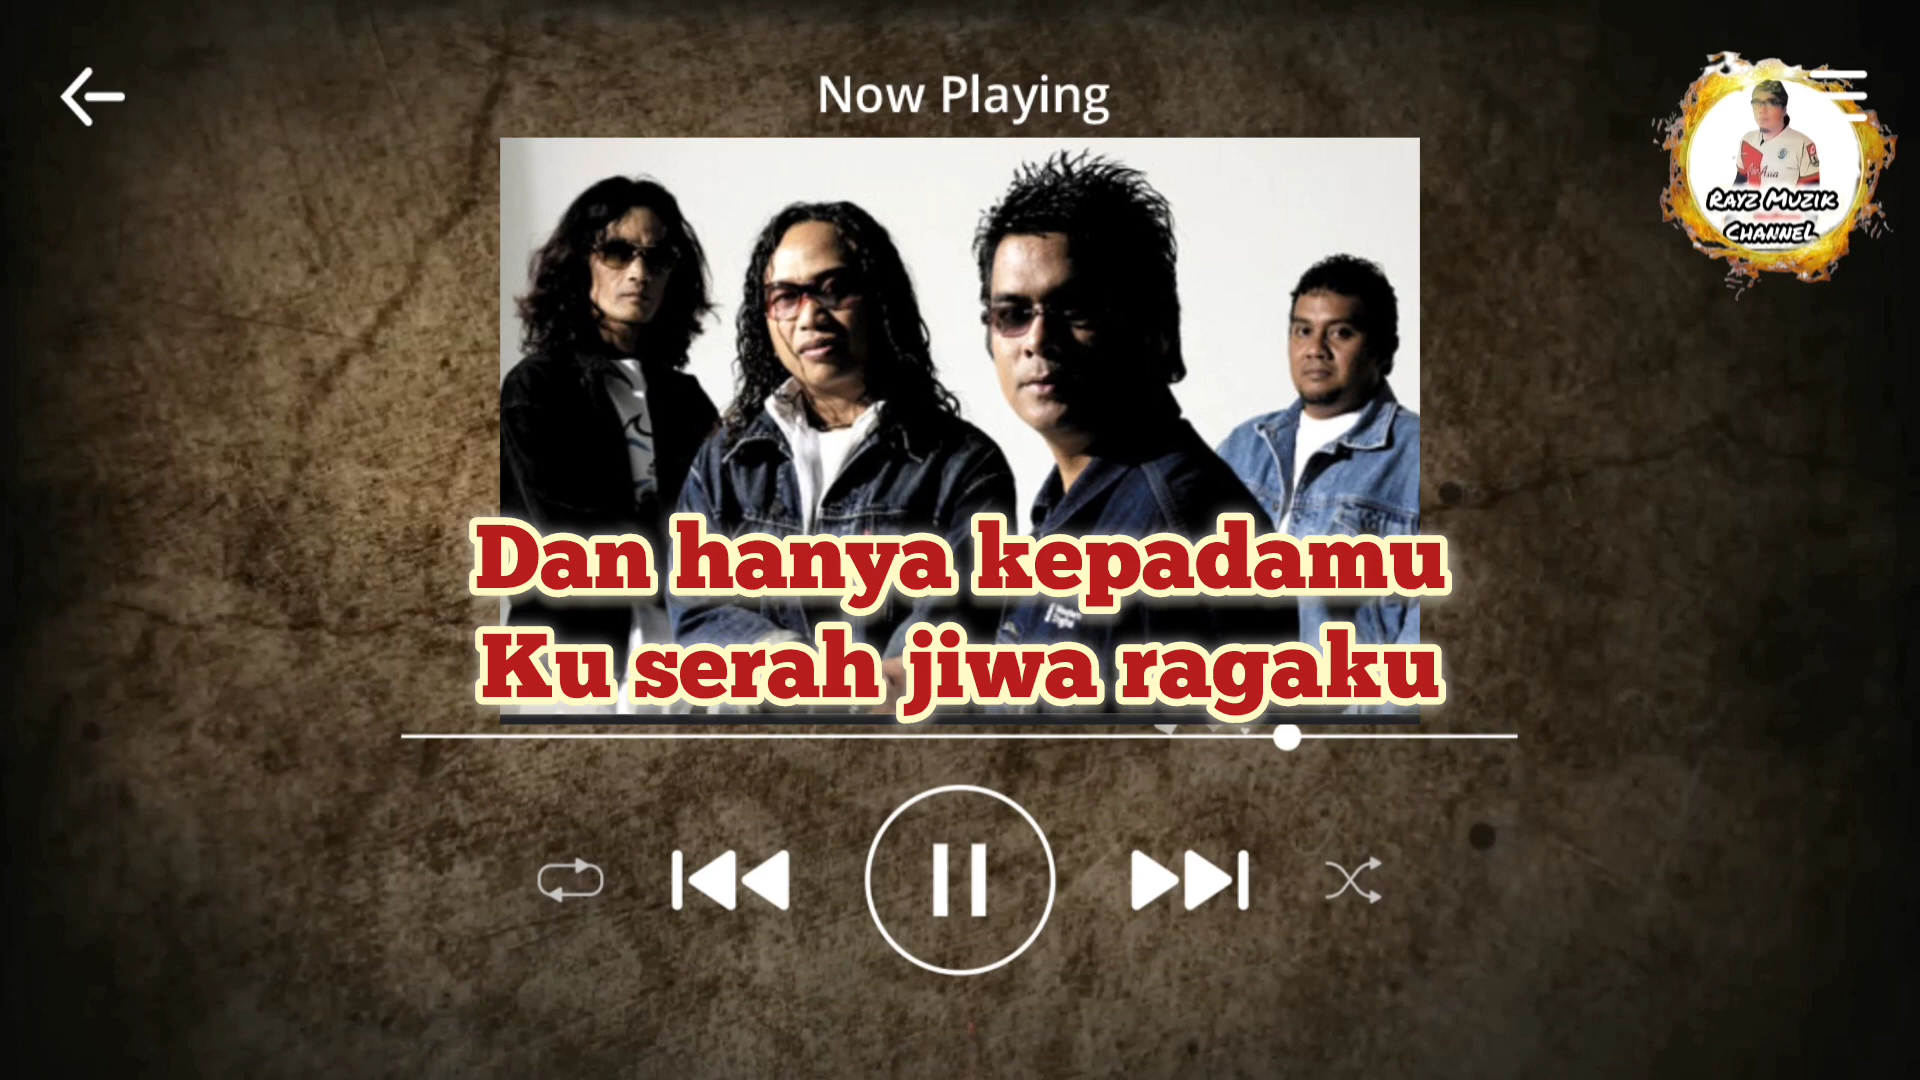 Now Playing
Rayz Muzik
Channel
Dan hanya kepadamu
Ku serah jiwa ragaku